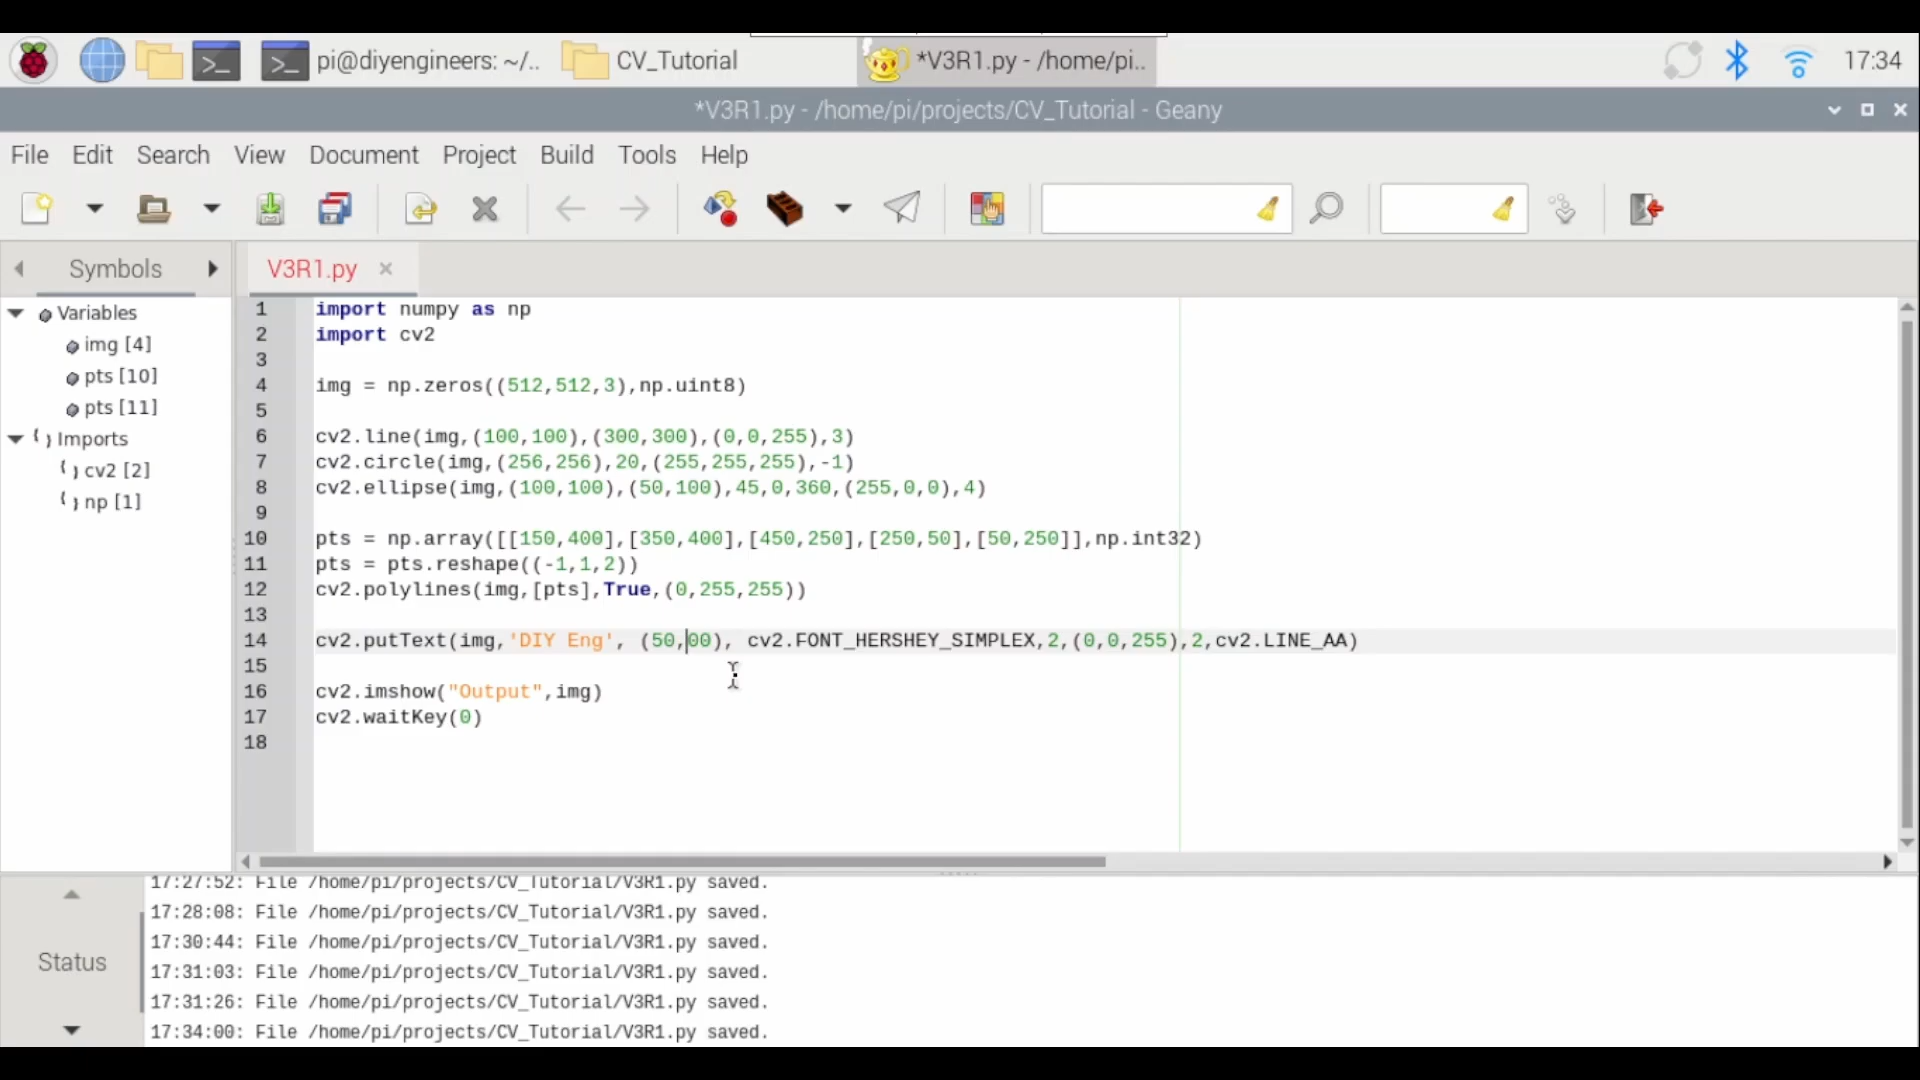 pi@diyengineers: ~/..
CV_Tutorial
*V3R1.py - /home/pi..
17:34
*V3R1.py - /home/pi/projects/CV_Tutorial - Geany
File Edit Search View Document Project Build Tools Help
Symbols
V3R1.py
Variables
img [4]
pts [10]
pts [11]
Imports
cv2 [2]
np [1]
1 import numpy as np
2 import cv2
3
4 img = np.zeros((512,512,3),np.uint8)
5
6 cv2.line(img,(100,100),(300,300),(0,0,255),3)
7 cv2.circle(img,(256,256),20,(255,255,255),-1)
8 cv2.ellipse(img,(100,100),(50,100),45,0,360,(255,0,0),4)
9
10 pts = np.array([[150,400],[350,400],[450,250],[250,50],[50,250]],np.int32)
11 pts = pts.reshape((-1,1,2))
12 cv2.polylines(img,[pts],True,(0,255,255))
13
14 cv2.putText(img,'DIY Eng', (50,00), cv2.FONT_HERSHEY_SIMPLEX,2,(0,0,255),2,cv2.LINE_AA)
15
16 cv2.imshow("Output",img)
17 cv2.waitKey(0)
18
Status
17:27:52: File /home/pi/projects/CV_Tutorial/V3R1.py saved.
17:28:08: File /home/pi/projects/CV_Tutorial/V3R1.py saved.
17:30:44: File /home/pi/projects/CV_Tutorial/V3R1.py saved.
17:31:03: File /home/pi/projects/CV_Tutorial/V3R1.py saved.
17:31:26: File /home/pi/projects/CV_Tutorial/V3R1.py saved.
17:34:00: File /home/pi/projects/CV_Tutorial/V3R1.py saved.